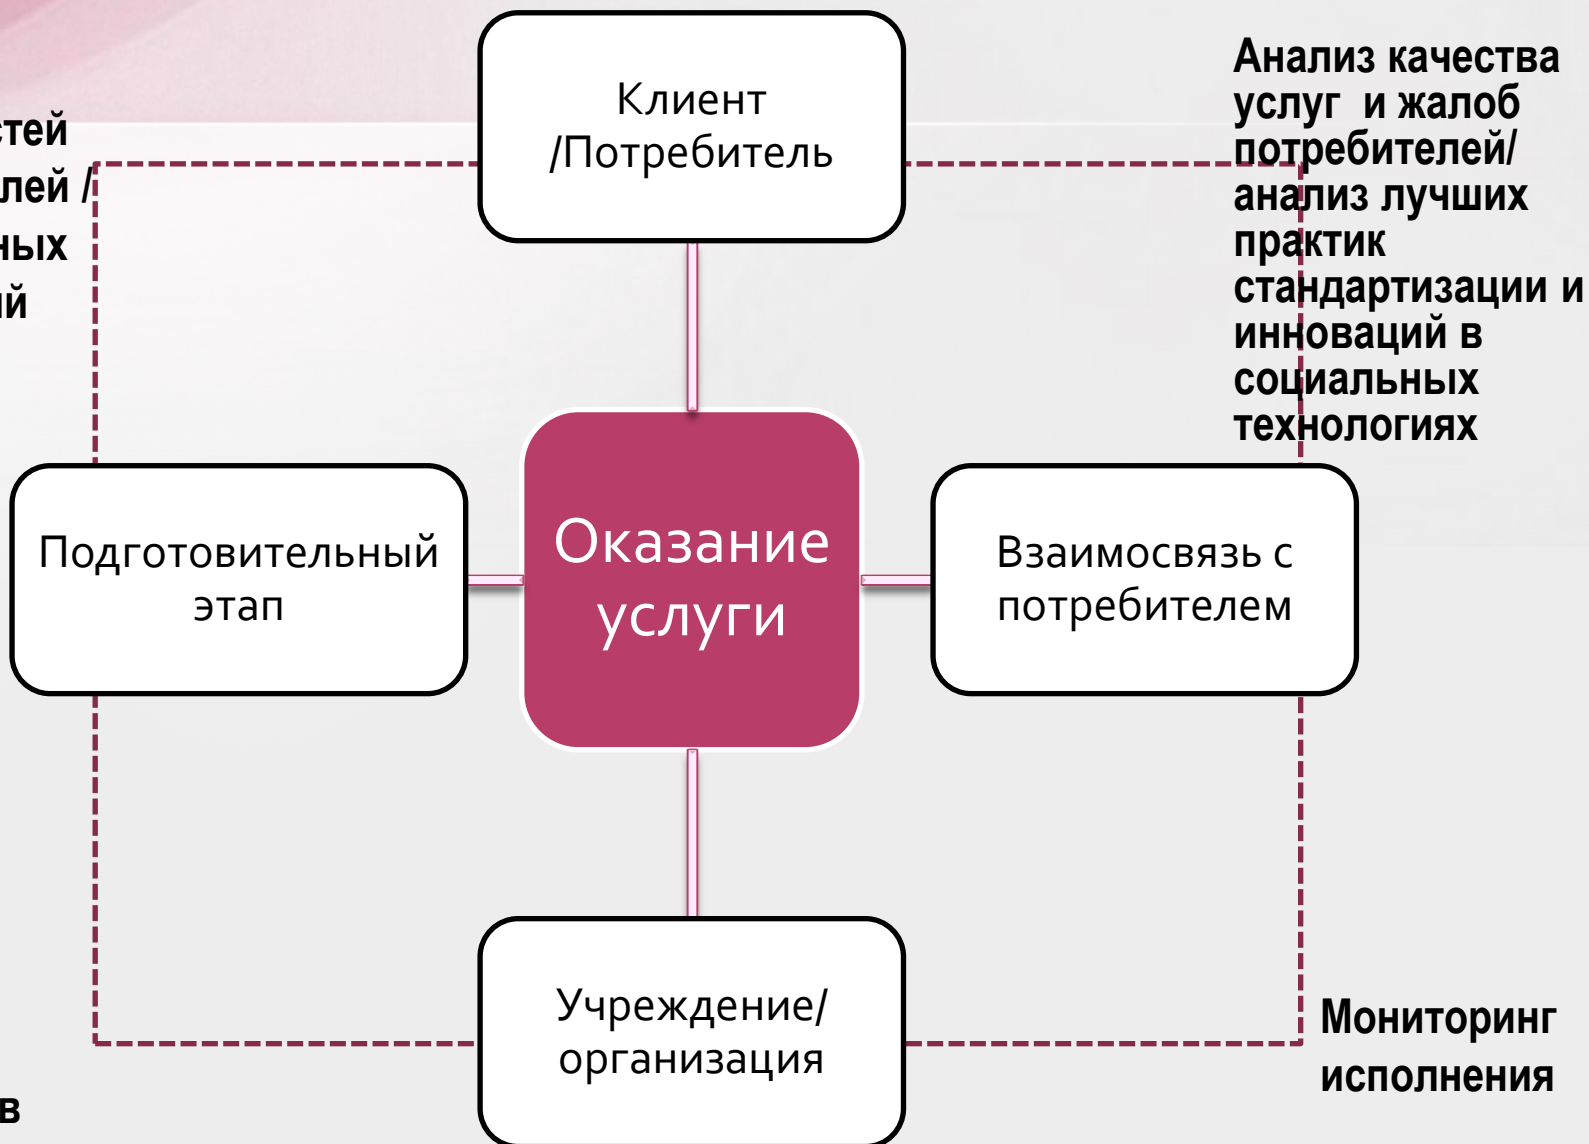 Клиент
/Потребитель
Анализ качества
услуг и жалоб
потребителей/
анализ лучших
практик
стандартизации и
инноваций в
социальных
технологиях
стей
лей /
ных
ий
Подготовительный
этап
Оказание
услуги
Взаимосвязь с
потребителем
Учреждение/
организация
Мониторинг
исполнения
в